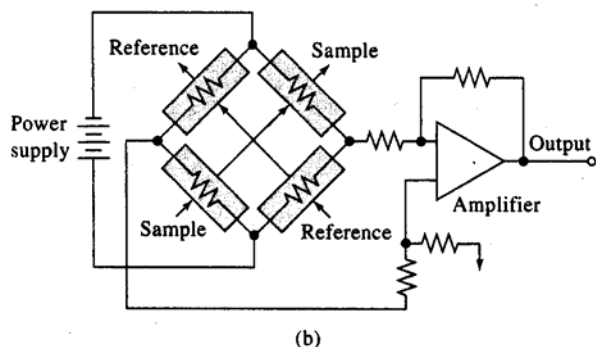 Reference
Sample
Power
supply
Output
Amplifier
Sample
Reference
(b)